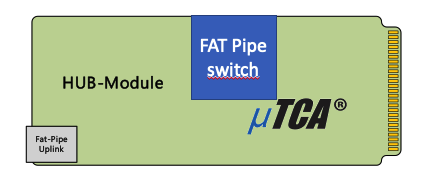 FAT Pipe
switch
HUB-Module
µTCA®
Fat-Pipe
Uplink